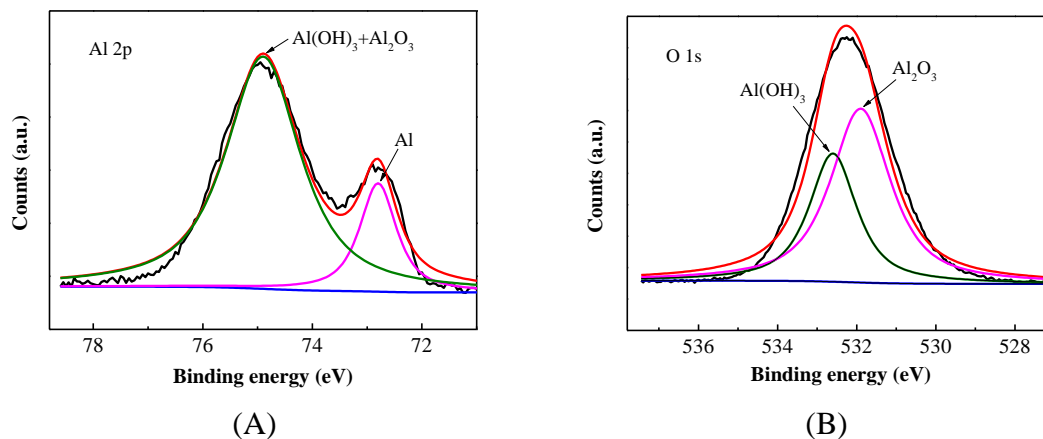 Al 2p
Al(OH)₃+Al₂O₃
Al
Counts (a.u.)
78
76
74
72
Binding energy (eV)
(A)
O 1s
Al(OH)₃
Al₂O₃
Counts (a.u.)
536
534
532
530
528
Binding energy (eV)
(B)